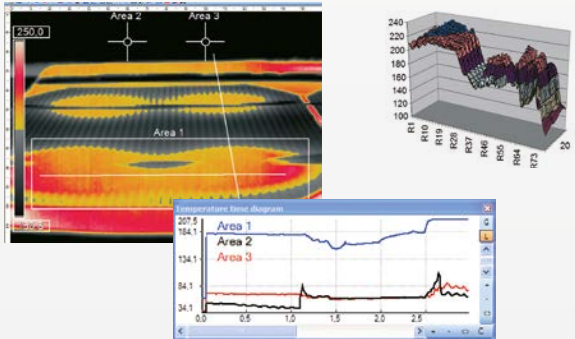 Area 2 Area 3
250,0
Area 1
240
220
200
180
160
140
120
100
R1 R10 R19 R28 R37 R46 R55 R64 R73
20
Temperature time diagram
207,5
184,1
134,1
84,1
34,1
Area 1
Area 2
Area 3
0,0 0,5 1,0 1,5 2,0 2,5
L